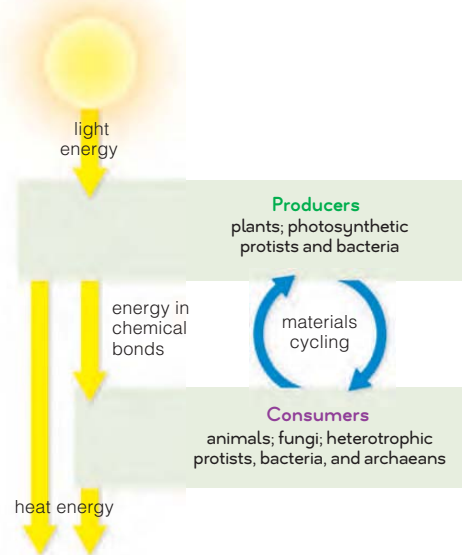 light
energy
Producers
plants; photosynthetic
protists and bacteria
energy in
chemical
bonds
materials
cycling
Consumers
animals; fungi; heterotrophic
protists, bacteria, and archaeans
heat energy